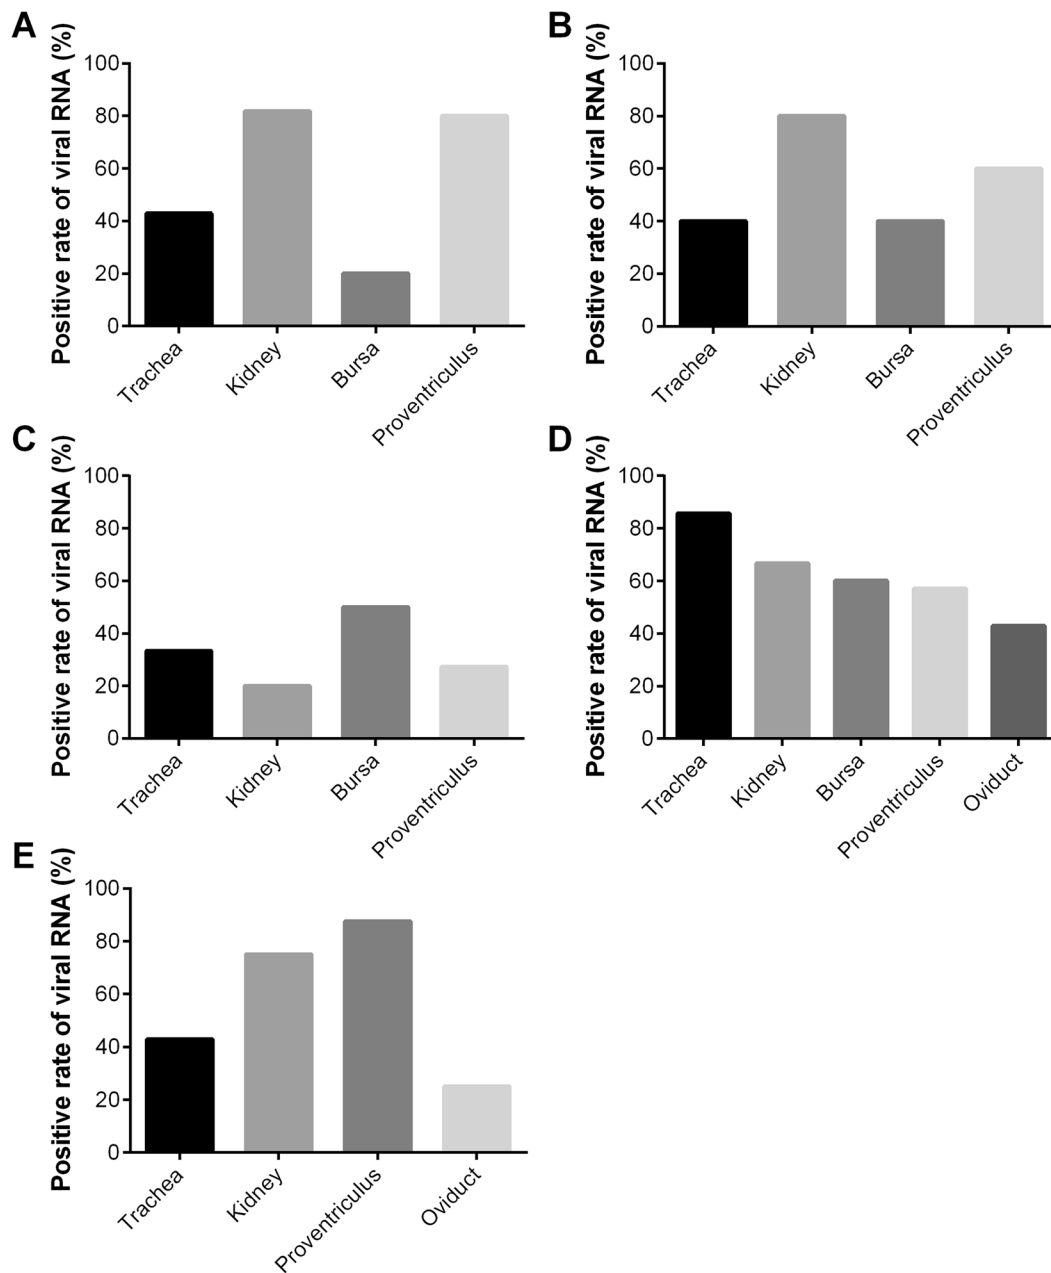 A
Positive rate of viral RNA (%)
100
80
60
40
20
0
Trachea
Kidney
Bursa
Proventriculus
B
Positive rate of viral RNA (%)
100
80
60
40
20
0
Trachea
Kidney
Bursa
Proventriculus
C
Positive rate of viral RNA (%)
100
80
60
40
20
0
Trachea
Kidney
Bursa
Proventriculus
D
Positive rate of viral RNA (%)
100
80
60
40
20
0
Trachea
Kidney
Bursa
Proventriculus
Oviduct
E
Positive rate of viral RNA (%)
100
80
60
40
20
0
Trachea
Kidney
Proventriculus
Oviduct